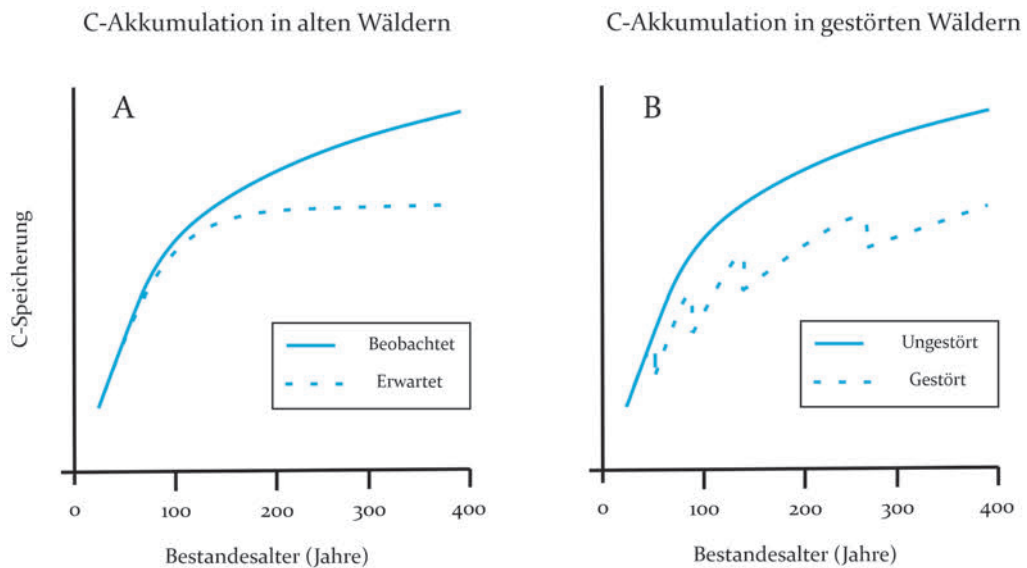 C-Akkumulation in alten Wäldern
A
C-Speicherung
Beobachtet
Erwartet
0 100 200 300 400
Bestandesalter (Jahre)
C-Akkumulation in gestörten Wäldern
B
Ungestört
Gestört
0 100 200 300 400
Bestandesalter (Jahre)